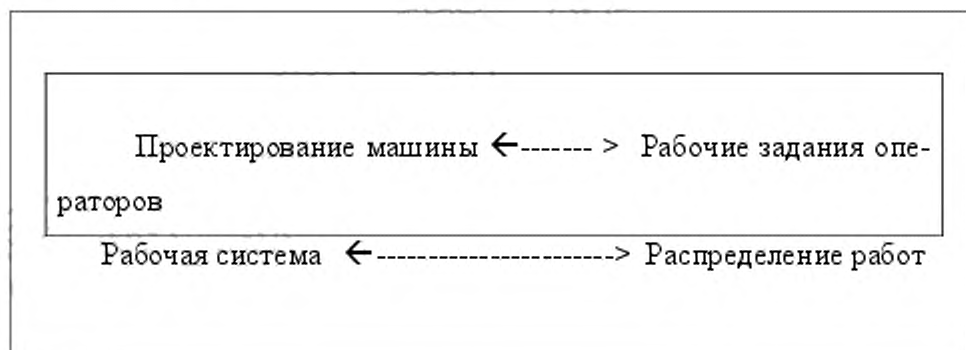 Проектирование машины ←------- > Рабочие задания опе-
раторов
Рабочая система ←-----------------------> Распределение работ